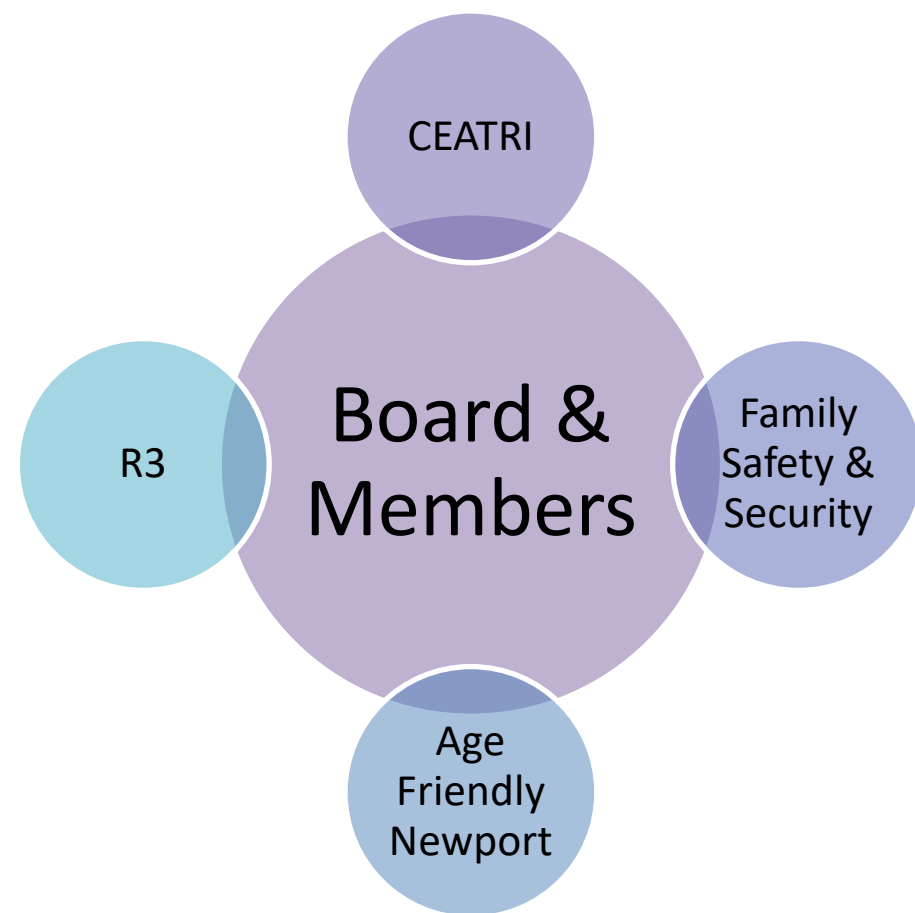 CEATRI
R3
Board &
Members
Family
Safety &
Security
Age
Friendly
Newport